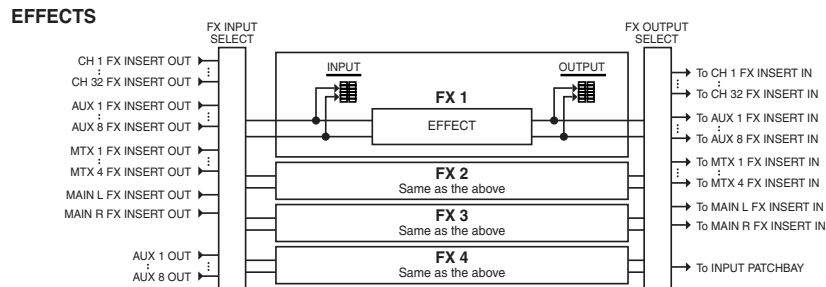 EFFECTS
FX INPUT
SELECT
FX OUTPUT
SELECT
CH 1 FX INSERT OUT
CH 32 FX INSERT OUT
AUX 1 FX INSERT OUT
AUX 8 FX INSERT OUT
MTX 1 FX INSERT OUT
MTX 4 FX INSERT OUT
MAIN L FX INSERT OUT
MAIN R FX INSERT OUT
AUX 1 OUT
AUX 8 OUT
INPUT
OUTPUT
FX 1
EFFECT
FX 2
Same as the above
FX 3
Same as the above
FX 4
Same as the above
To CH 1 FX INSERT IN
To CH 32 FX INSERT IN
To AUX 1 FX INSERT IN
To AUX 8 FX INSERT IN
To MTX 1 FX INSERT IN
To MTX 4 FX INSERT IN
To MAIN L FX INSERT IN
To MAIN R FX INSERT IN
To INPUT PATCHBAY